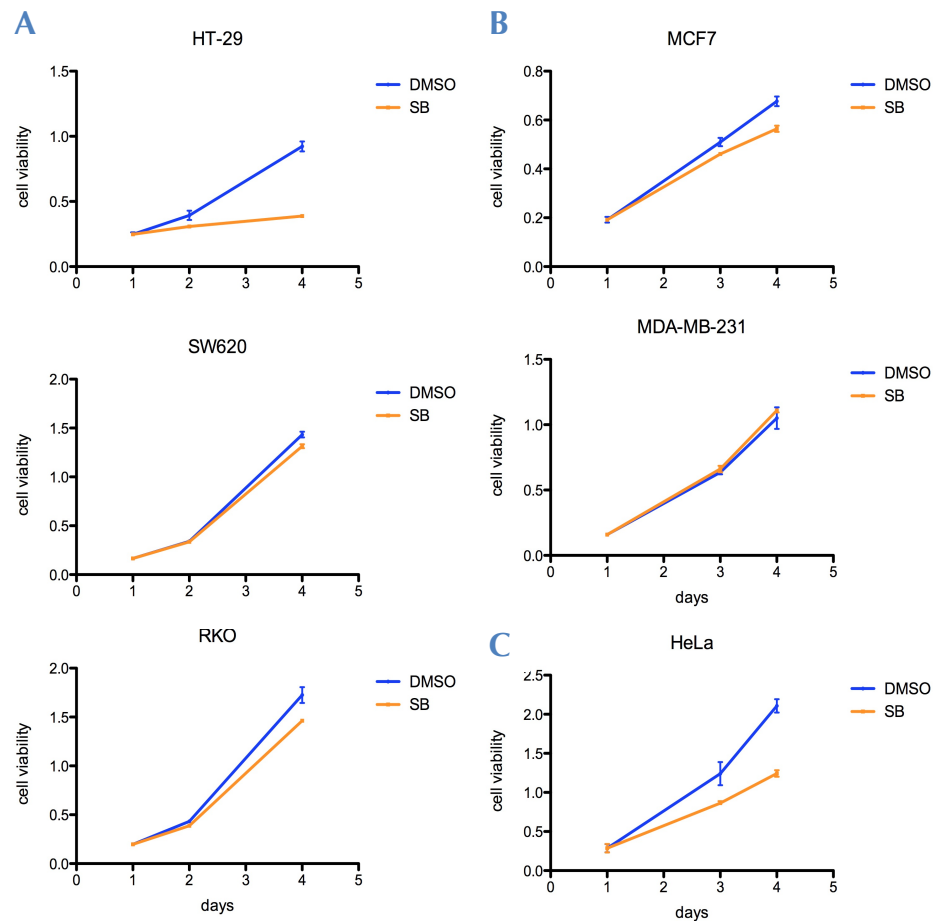 A
HT-29
1.5
1.0
0.5
0.0
0 1 2 3 4 5
cell viability
DMSO
SB
SW620
2.0
1.5
1.0
0.5
0.0
0 1 2 3 4 5
cell viability
DMSO
SB
RKO
2.0
1.5
1.0
0.5
0.0
0 1 2 3 4 5
cell viability
days
DMSO
SB
B
MCF7
0.8
0.6
0.4
0.2
0.0
0 1 2 3 4 5
cell viability
DMSO
SB
MDA-MB-231
1.5
1.0
0.5
0.0
0 1 2 3 4 5
cell viability
days
DMSO
SB
C
HeLa
2.5
2.0
1.5
1.0
0.5
0.0
0 1 2 3 4 5
cell viability
days
DMSO
SB